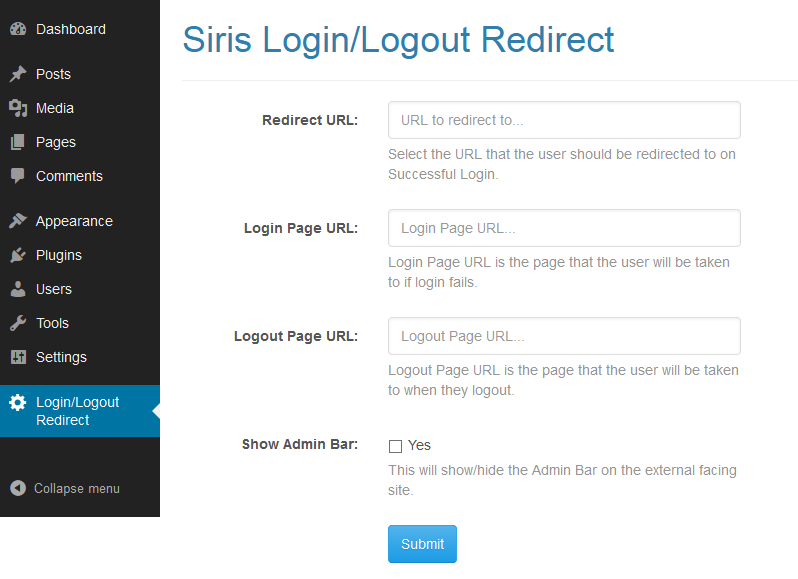 Dashboard
Posts
Media
Pages
Comments
Appearance
Plugins
Users
Tools
Settings
Login/Logout
Redirect
Collapse menu
Siris Login/Logout Redirect
Redirect URL:
URL to redirect to...
Select the URL that the user should be redirected to on
Successful Login.
Login Page URL:
Login Page URL...
Login Page URL is the page that the user will be taken
to if login fails.
Logout Page URL:
Logout Page URL...
Logout Page URL is the page that the user will be taken
to when they logout.
Show Admin Bar:
Yes
This will show/hide the Admin Bar on the external facing
site.
Submit